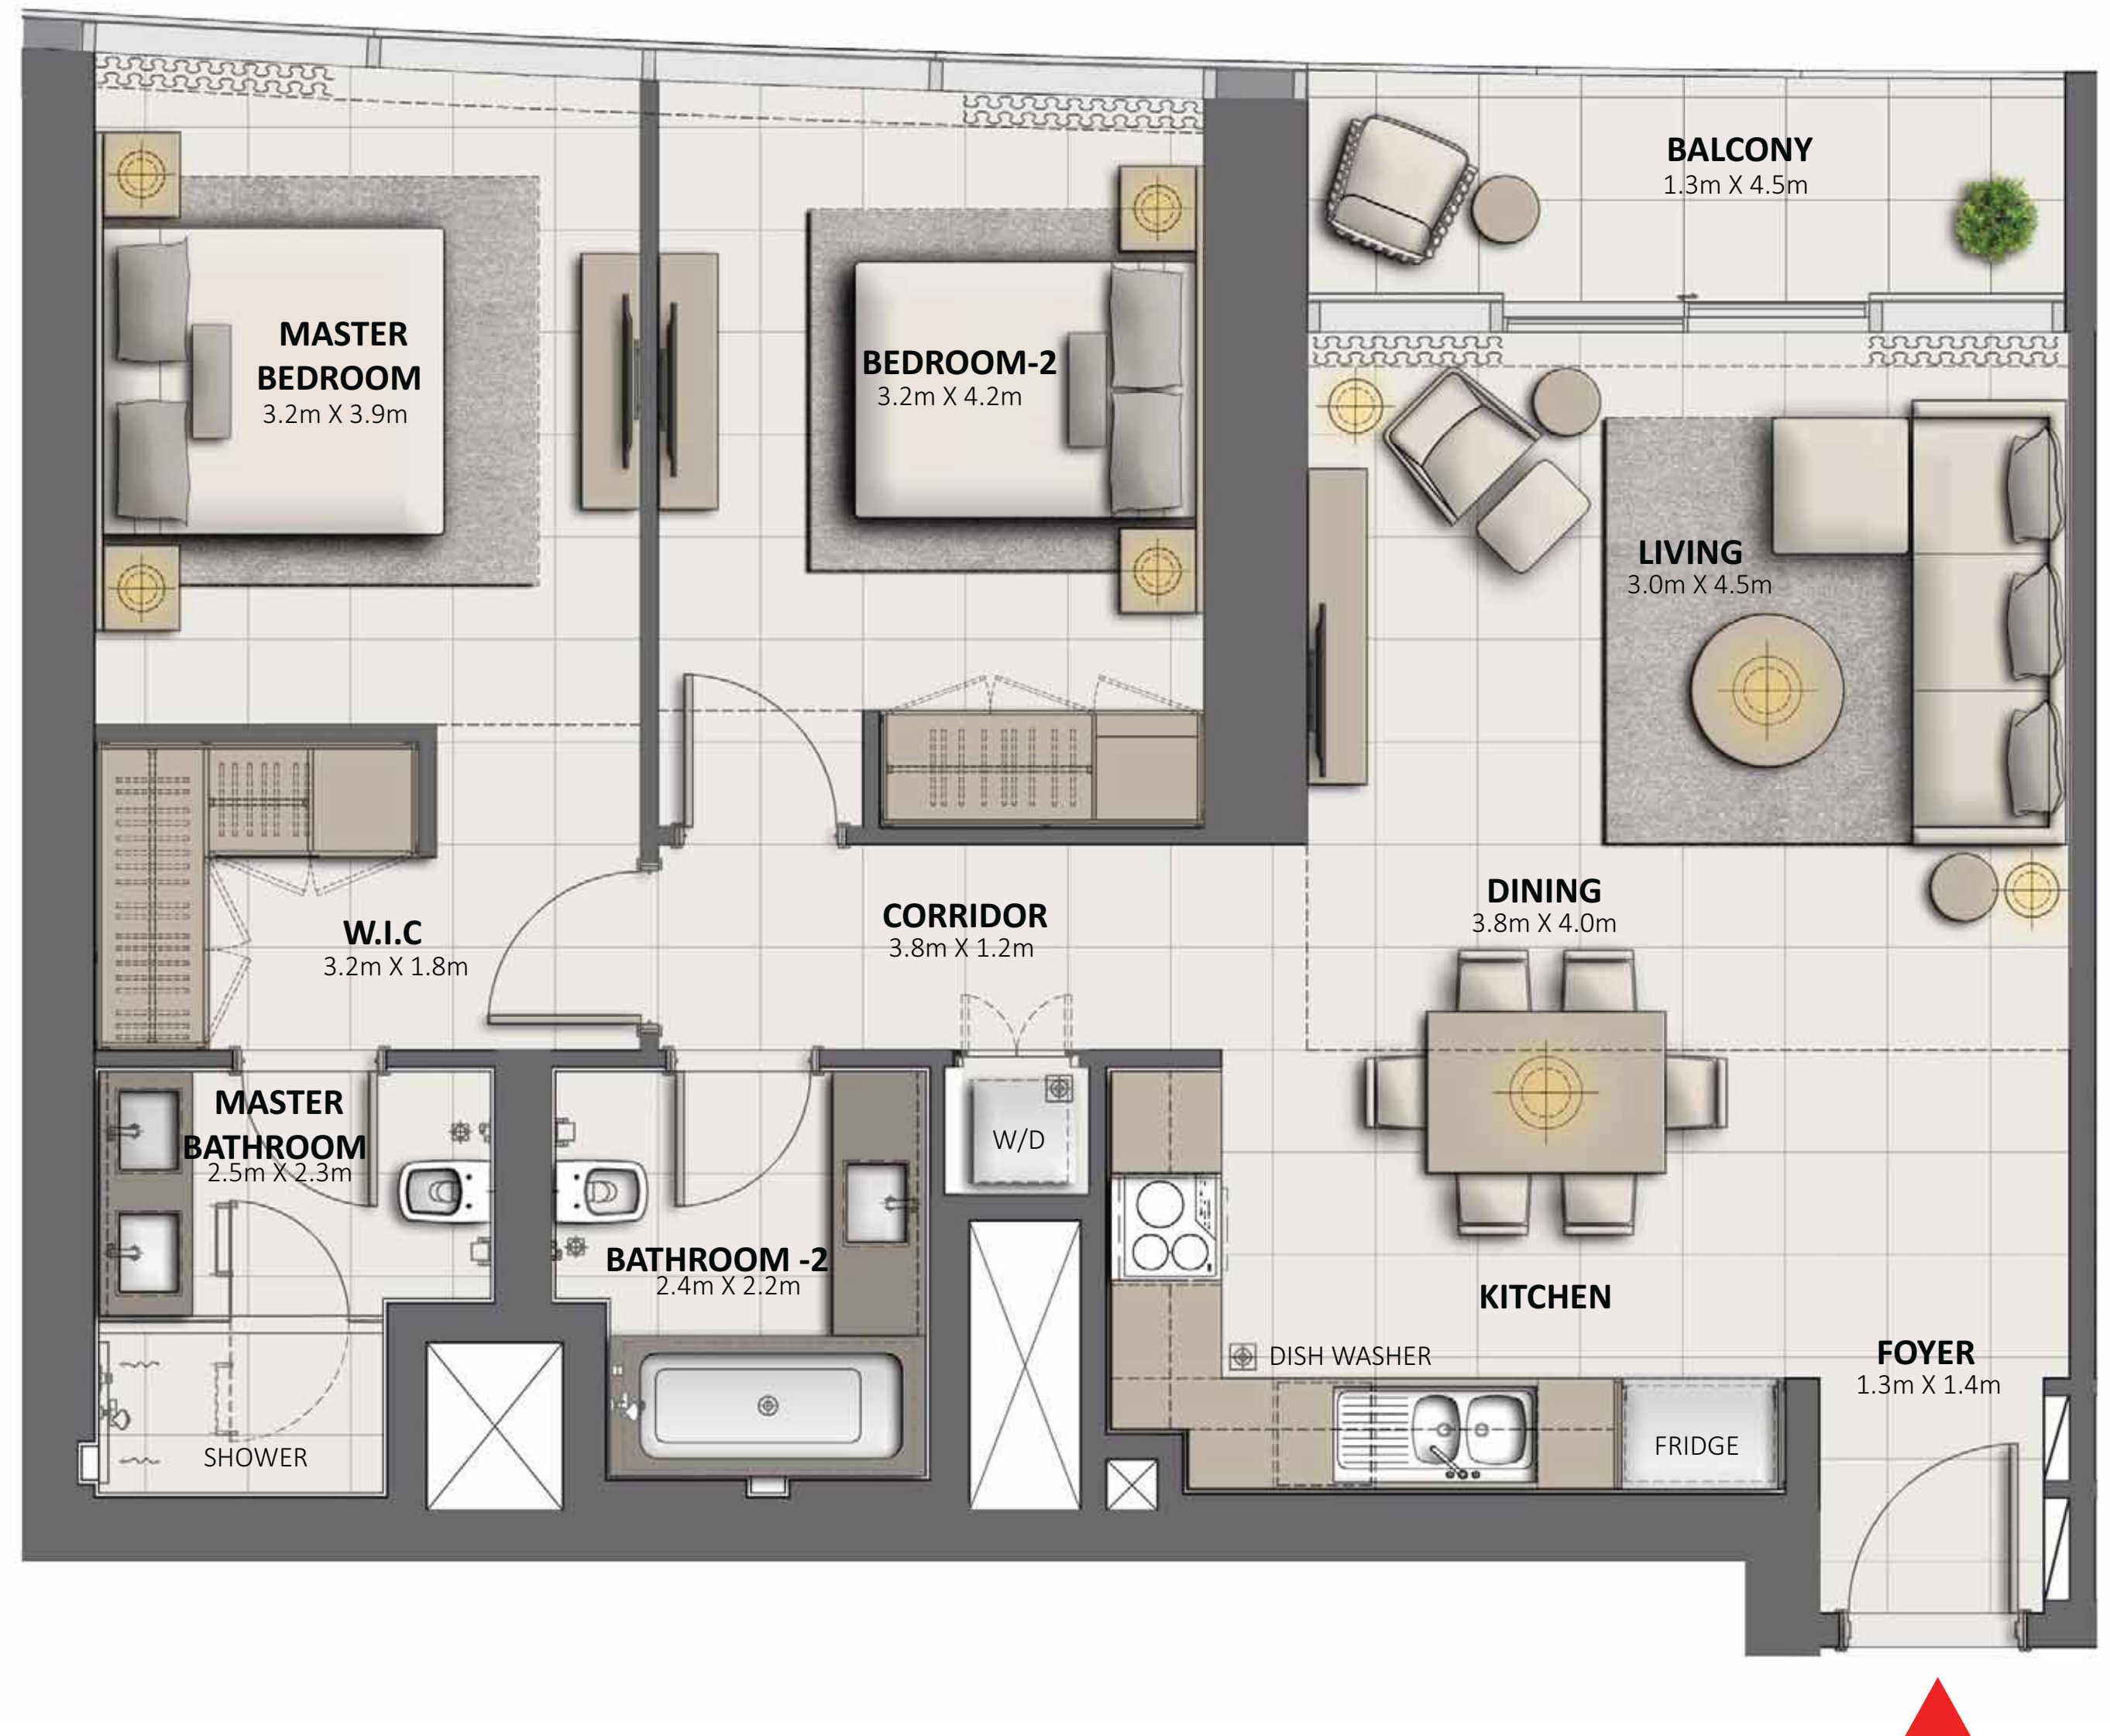 BALCONY
1.3m X 4.5m
MASTER
BEDROOM
3.2m X 3.9m
BEDROOM-2
3.2m X 4.2m
LIVING
3.0m X 4.5m
DINING
3.8m X 4.0m
CORRIDOR
3.8m X 1.2m
W.I.C
3.2m X 1.8m
MASTER
BATHROOM
2.5m X 2.3m
W/D
BATHROOM -2
2.4m X 2.2m
KITCHEN
DISH WASHER
FOYER
1.3m X 1.4m
FRIDGE
SHOWER